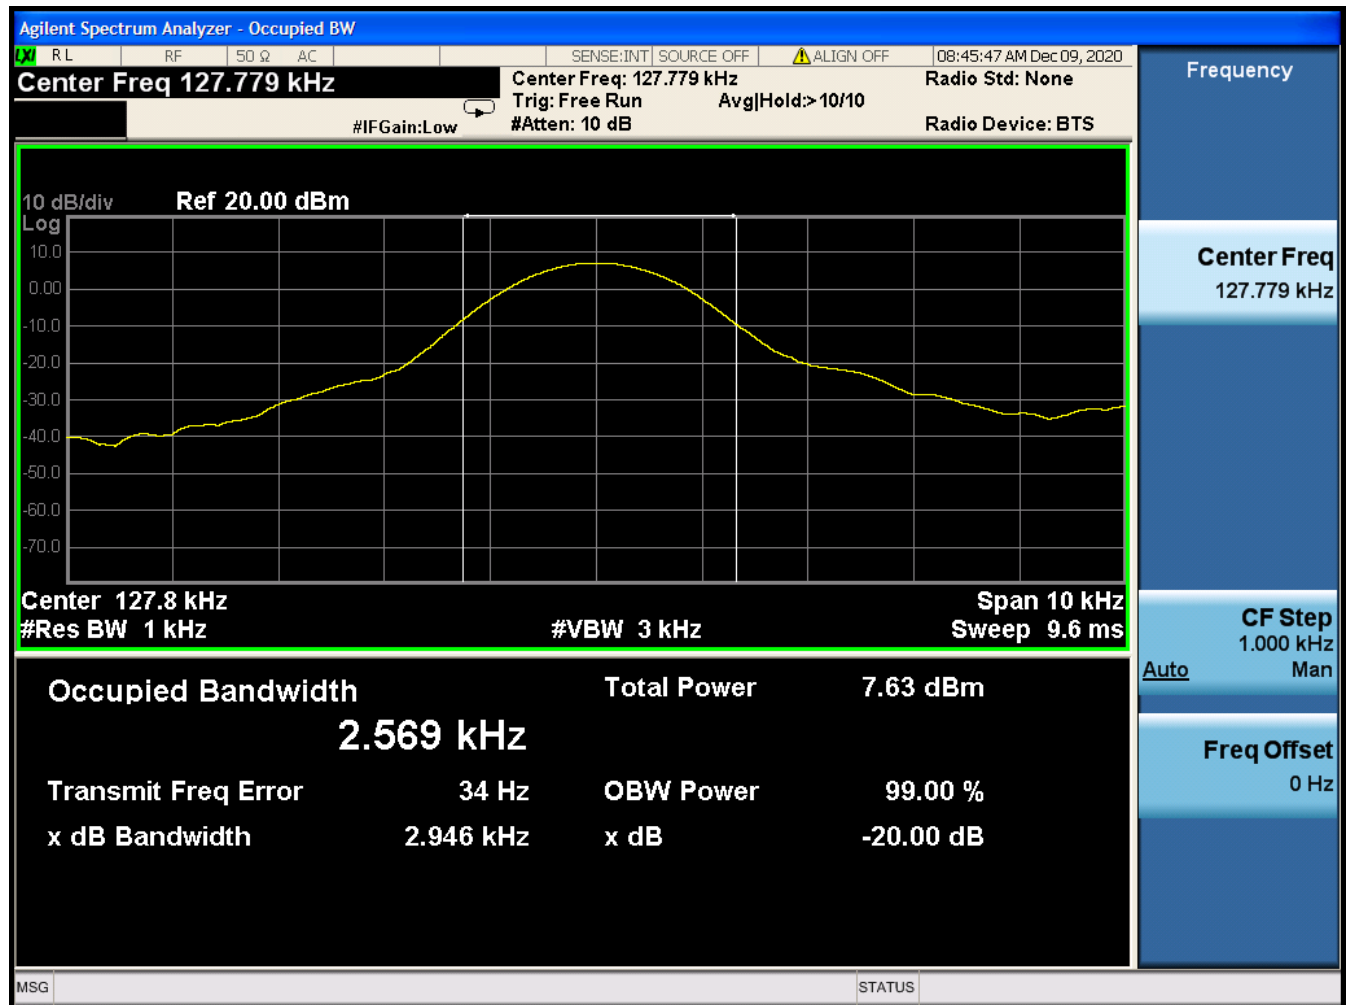 Agilent Spectrum Analyzer - Occupied BW
LXI RL RF 50 Ω AC SENSE:INT SOURCE OFF ALIGN OFF 08:45:47 AM Dec 09, 2020
Center Freq 127.779 kHz
#IFGain:Low
Center Freq: 127.779 kHz
Trig: Free Run Avg|Hold:> 10/10
#Atten: 10 dB
Radio Std: None
Radio Device: BTS
10 dB/div Ref 20.00 dBm
Log
10.0
0.00
-10.0
-20.0
-30.0
-40.0
-50.0
-60.0
-70.0
Center 127.8 kHz Span 10 kHz
#Res BW 1 kHz #VBW 3 kHz Sweep 9.6 ms
Occupied Bandwidth Total Power 7.63 dBm
2.569 kHz
Transmit Freq Error 34 Hz OBW Power 99.00 %
x dB Bandwidth 2.946 kHz x dB -20.00 dB
Frequency
Center Freq
127.779 kHz
CF Step
1.000 kHz
Auto Man
Freq Offset
0 Hz
MSG STATUS